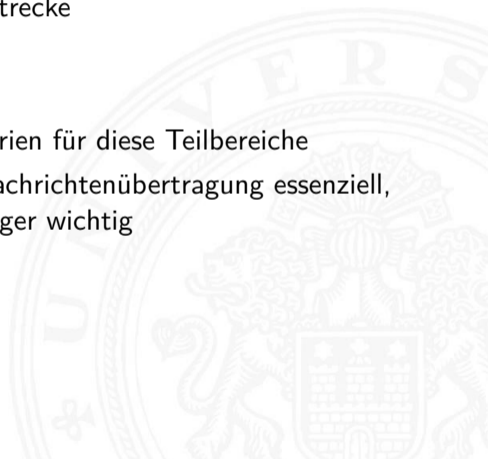 trecke
rien für diese Teilbereiche
achrichtenübertragung essenziell,
ger wichtig
U N I V E R S